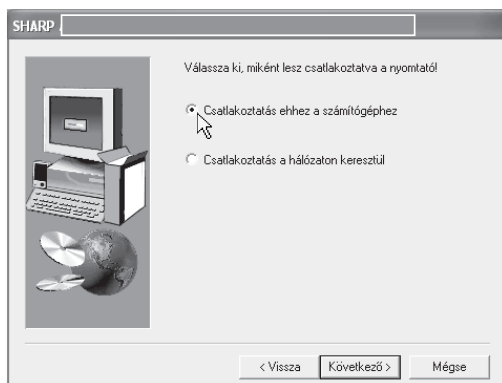 SHARP
Válassza ki, miként lesz csatlakoztatva a nyomtató!
Csatlakoztatás ehhez a számítógéphez
Csatlakoztatás a hálózaton keresztül
< Vissza
Következő >
Mégse